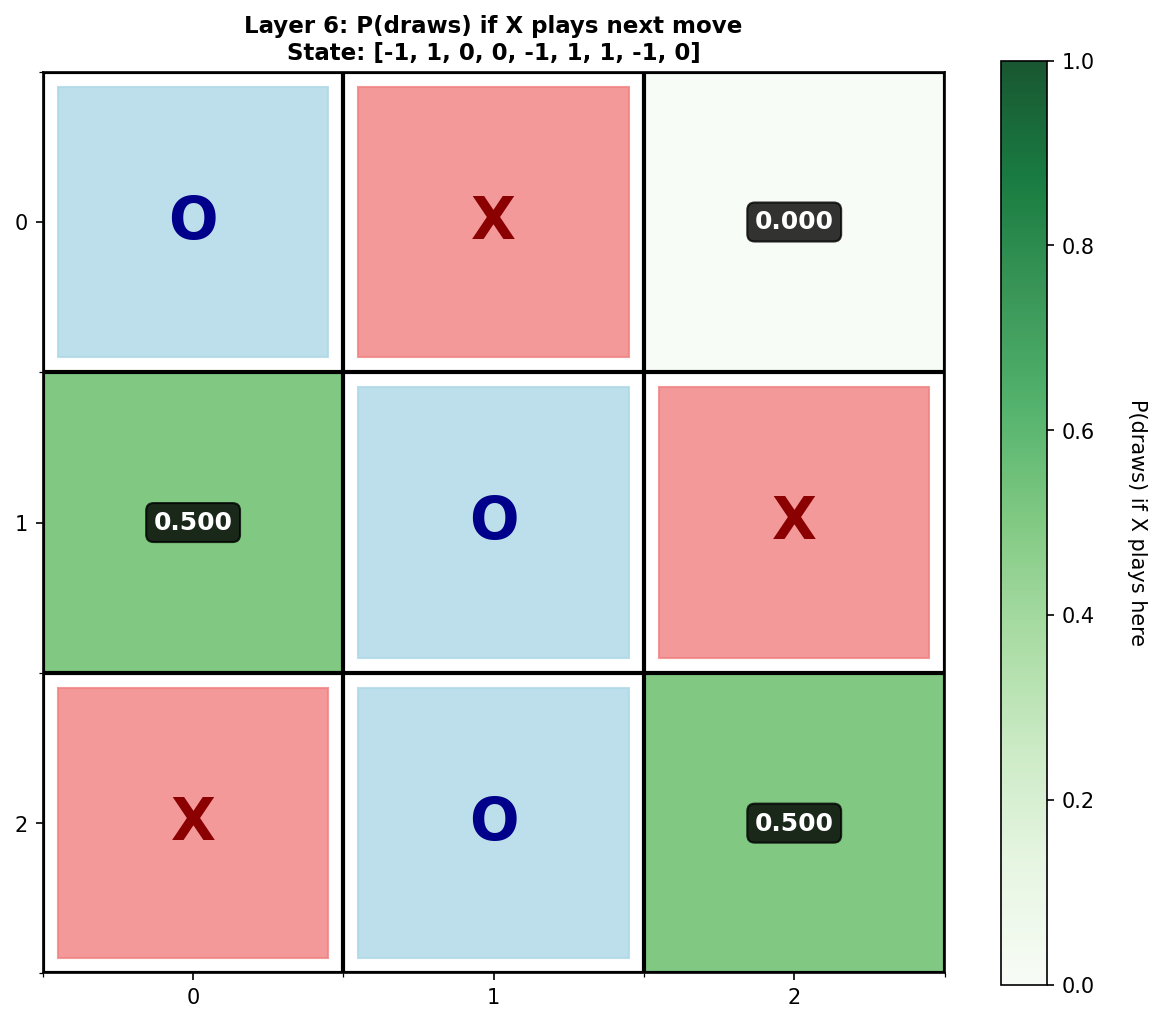 Layer 6: P(draws) if X plays next move
State: [-1, 1, 0, 0, -1, 1, 1, -1, 0]
0
O
X
0.000
1
0.500
O
X
2
X
O
0.500
0
1
2
1.0
0.8
0.6
0.4
0.2
0.0
P(draws) if X plays here